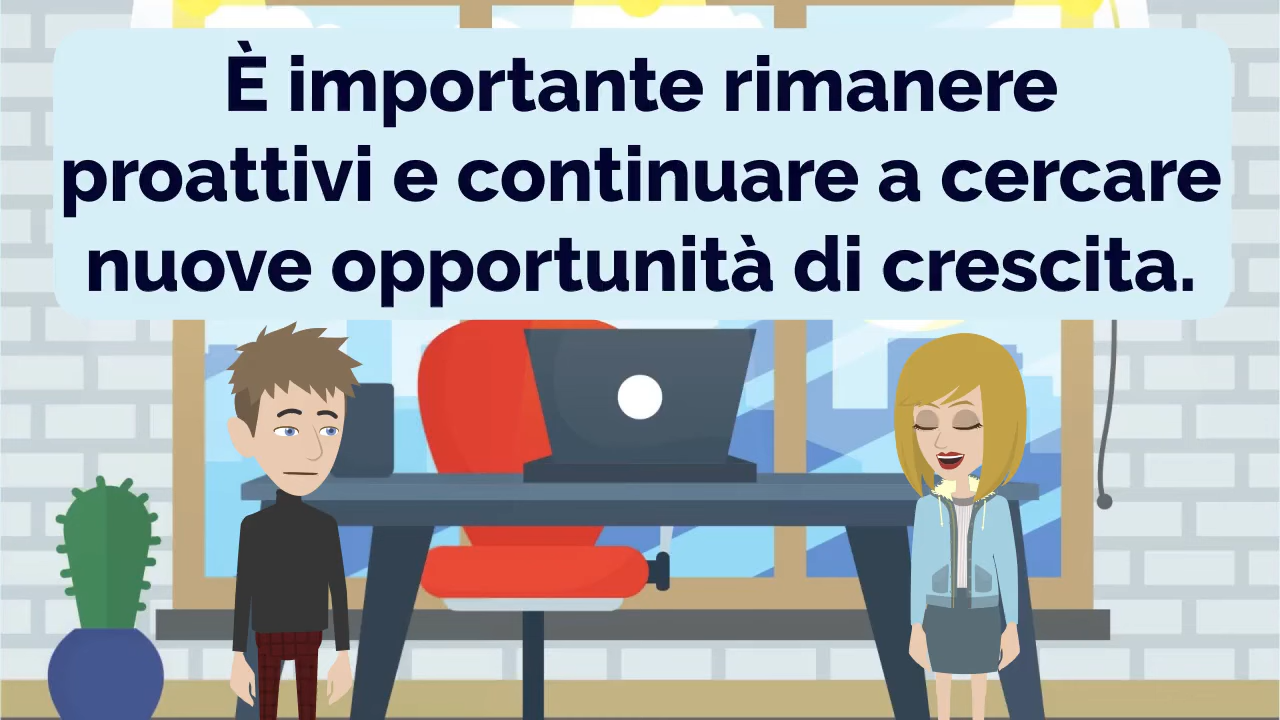 È importante rimanere
proattivi e continuare a cercare
nuove opportunità di crescita.